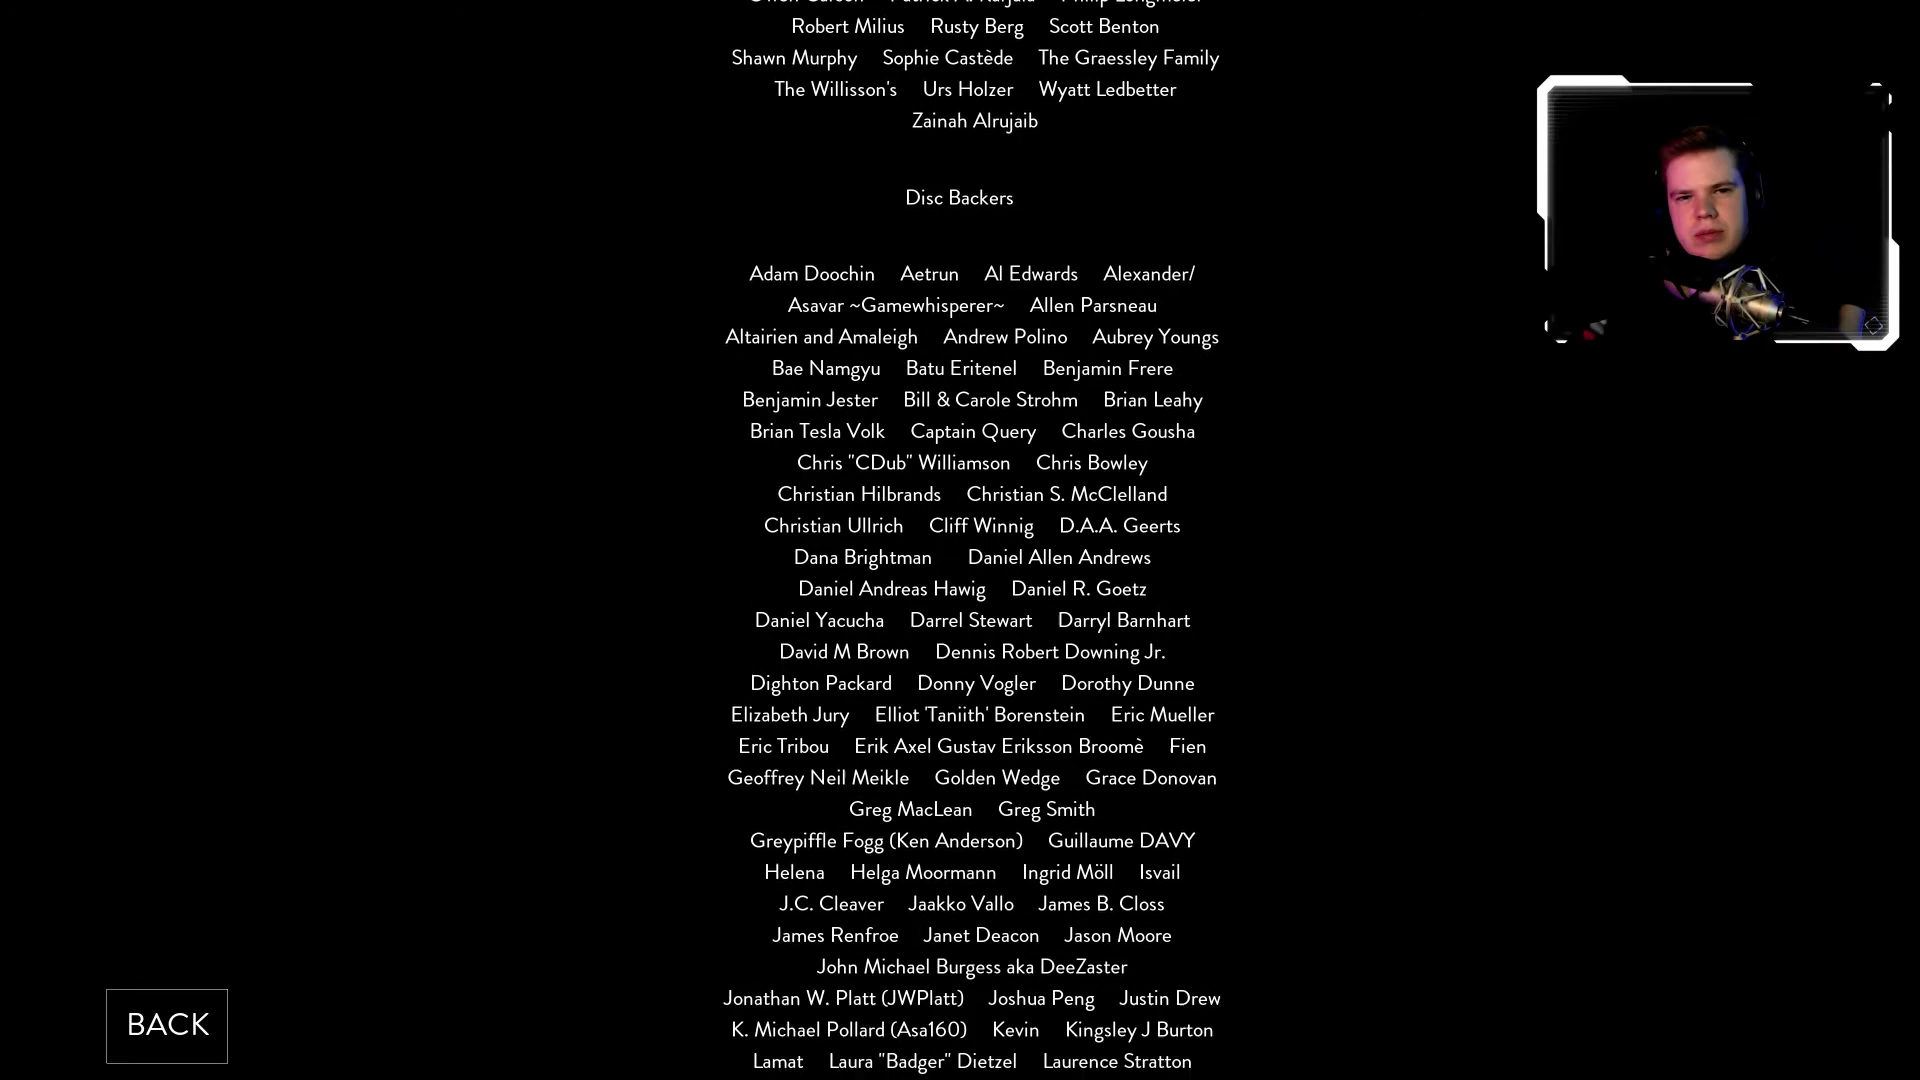 Robert Milius Rusty Berg Scott Benton
Shawn Murphy Sophie Castède The Graessley Family
The Willisson's Urs Holzer Wyatt Ledbetter
Zainah Alrujaib
Disc Backers
Adam Doochin Aetrun Al Edwards Alexander/
Asavar ~Gamewhisperer~ Allen Parsneau
Altairien and Amaleigh Andrew Polino Aubrey Youngs
Bae Namgyu Batu Eritenel Benjamin Frere
Benjamin Jester Bill & Carole Strohm Brian Leahy
Brian Tesla Volk Captain Query Charles Gousha
Chris "CDub" Williamson Chris Bowley
Christian Hilbrands Christian S. McClelland
Christian Ullrich Cliff Winnig D.A.A. Geerts
Dana Brightman Daniel Allen Andrews
Daniel Andreas Hawig Daniel R. Goetz
Daniel Yacucha Darrel Stewart Darryl Barnhart
David M Brown Dennis Robert Downing Jr.
Dighton Packard Donny Vogler Dorothy Dunne
Elizabeth Jury Elliot 'Taniith' Borenstein Eric Mueller
Eric Tribou Erik Axel Gustav Eriksson Broomè Fien
Geoffrey Neil Meikle Golden Wedge Grace Donovan
Greg MacLean Greg Smith
Greypiffle Fogg (Ken Anderson) Guillaume DAVY
Helena Helga Moormann Ingrid Möll Isvail
J.C. Cleaver Jaakko Vallo James B. Closs
James Renfroe Janet Deacon Jason Moore
John Michael Burgess aka DeeZaster
Jonathan W. Platt (JWPlatt) Joshua Peng Justin Drew
K. Michael Pollard (Asa160) Kevin Kingsley J Burton
Lamat Laura "Badger" Dietzel Laurence Stratton
BACK